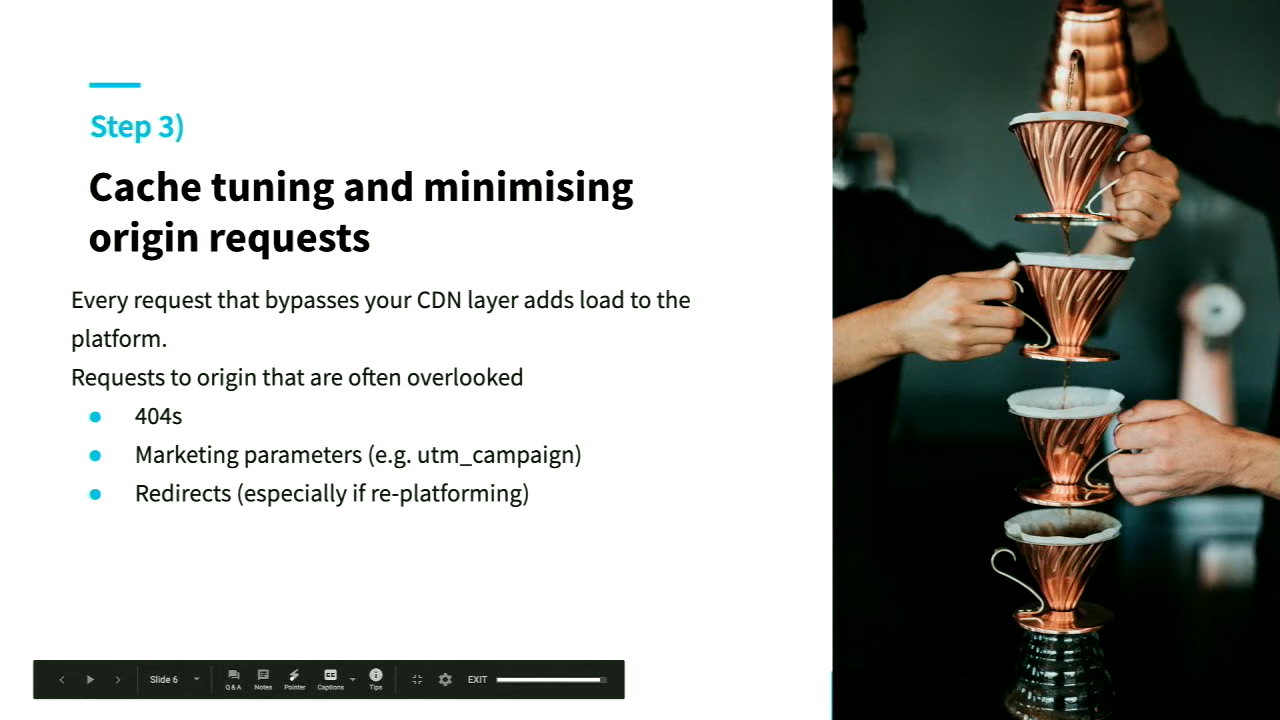 Step 3)
Cache tuning and minimising
origin requests
Every request that bypasses your CDN layer adds load to the
platform.
Requests to origin that are often overlooked
404s
Marketing parameters (e.g. utm_campaign)
Redirects (especially if re-platforming)
Slide 6
Q & A
Notes
Pointer
Captions
Tips
EXIT